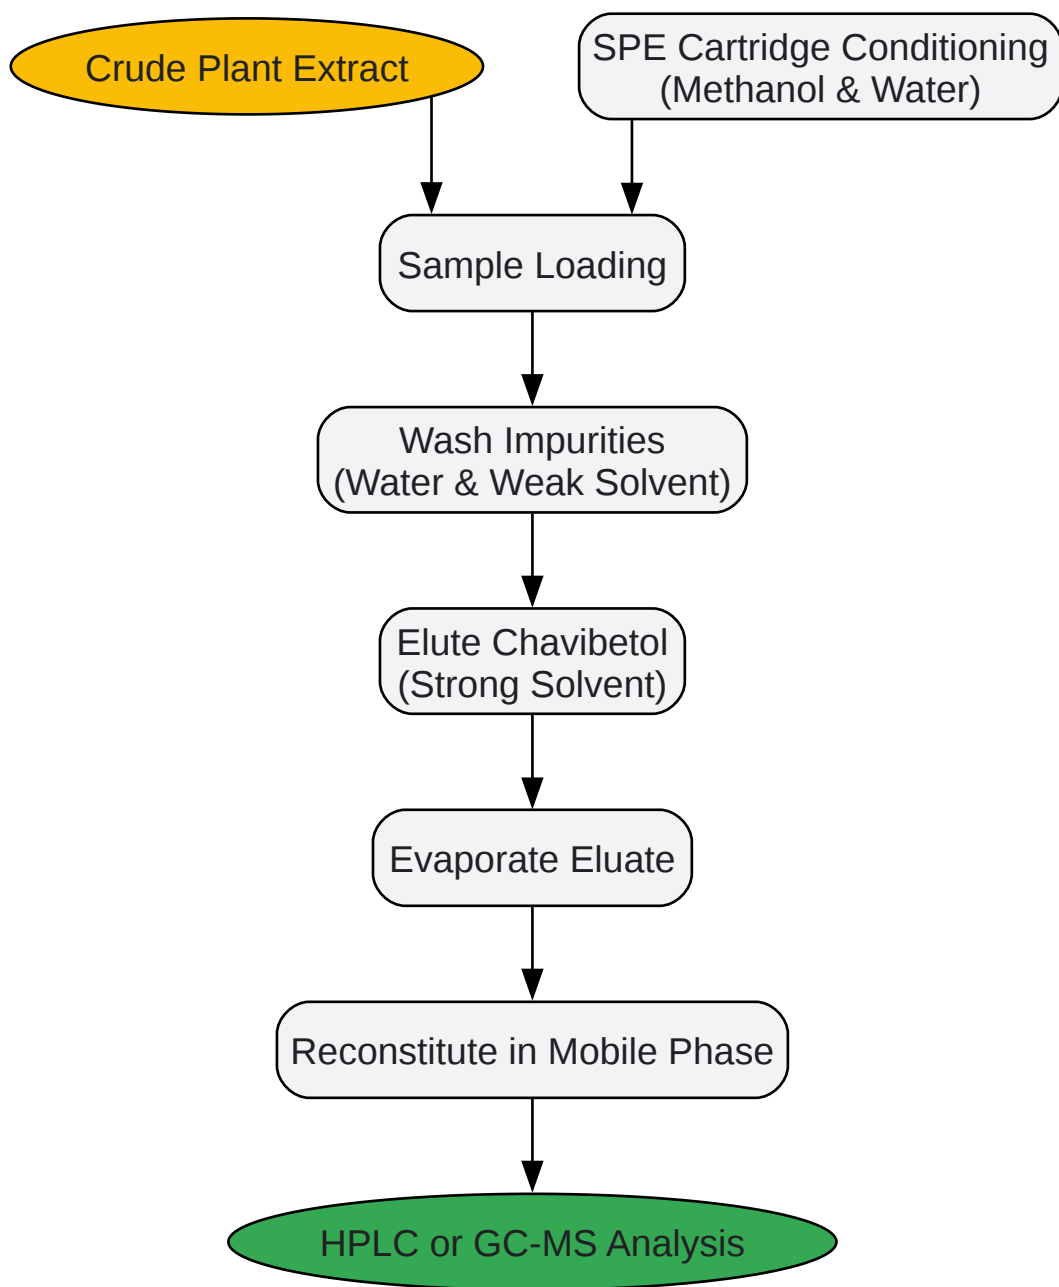 Crude Plant Extract
SPE Cartridge Conditioning
(Methanol & Water)
Sample Loading
Wash Impurities
(Water & Weak Solvent)
Elute Chavibetol
(Strong Solvent)
Evaporate Eluate
Reconstitute in Mobile Phase
HPLC or GC-MS Analysis